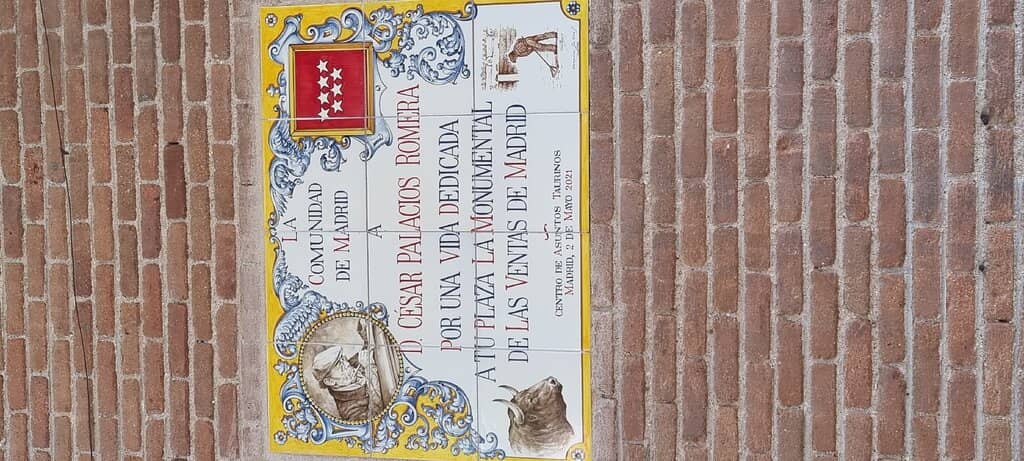 LA
COMUNIDAD
DE MADRID
A
D. CÉSAR PALACIOS ROMERA
POR UNA VIDA DEDICADA
A TU PLAZA LA MONUMENTAL
DE LAS VENTAS DE MADRID
CENTRO DE ASUNTOS TAURINOS
MADRID, 2 DE MAYO 2021